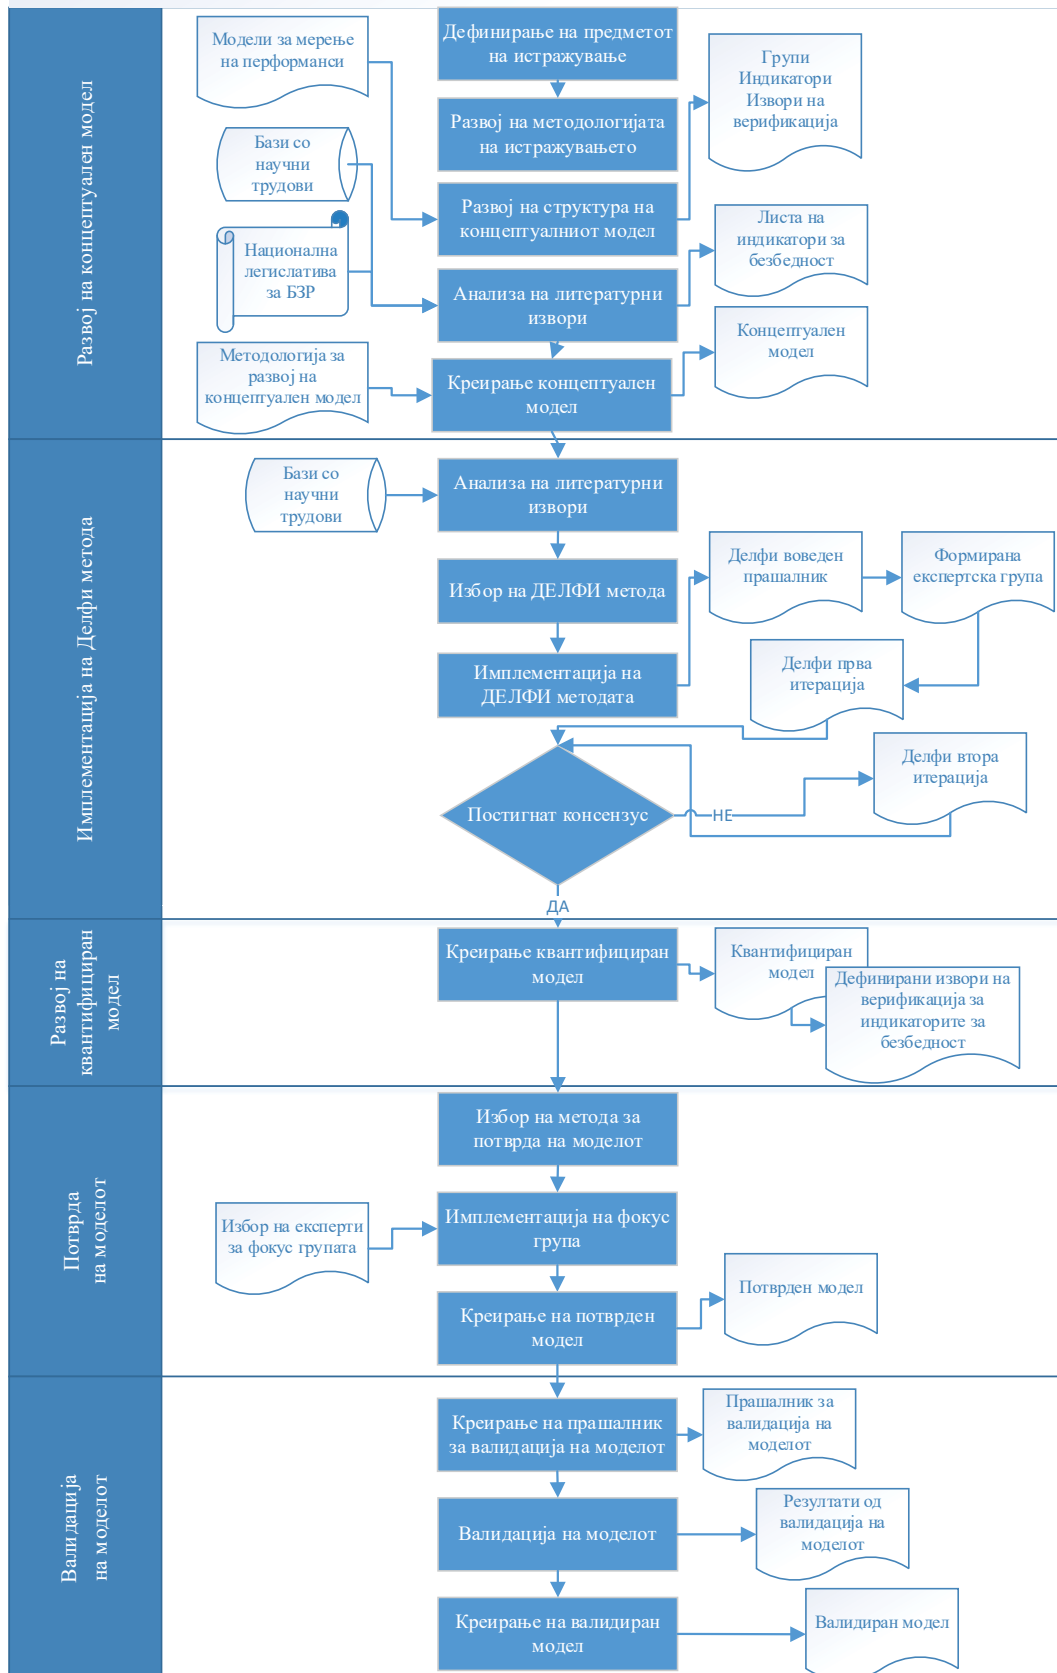 Развој на концептуален модел
Модели за мерење
на перформанси
Бази со
научни
трудови
Национална
легислатива
за БЗР
Методологија за
развој на
концептуален модел
Дефинирање на предметот
на истражување
Развој на методологијата
на истражувањето
Развој на структура на
концептуалниот модел
Анализа на литературни
извори
Креирање концептуален
модел
Групи
Индикатори
Извори на
верификација
Листа на
индикатори за
безбедност
Концептуален
модел
Имплементација на Делфи метода
Бази со
научни
трудови
Анализа на литературни
извори
Избор на ДЕЛФИ метода
Имплементација на
ДЕЛФИ методата
Делфи воведен
прашалник
Формирана
експертска група
Делфи прва
итерација
Делфи втора
итерација
Постигнат консензус
НЕ
ДА
Развој на
квантифициран
модел
Креирање квантифициран
модел
Квантифициран
модел
Дефинирани извори на
верификација за
индикаторите за
безбедност
Потврда
на моделот
Избор на метода за
потврда на моделот
Избор на експерти
за фокус групата
Имплементација на фокус
група
Креирање на потврден
модел
Потврден модел
Валидација
на моделот
Креирање на прашалник
за валидација на моделот
Прашалник за
валидација на
моделот
Валидација на моделот
Резултати од
валидација на
моделот
Креирање на валидиран
модел
Валидиран модел